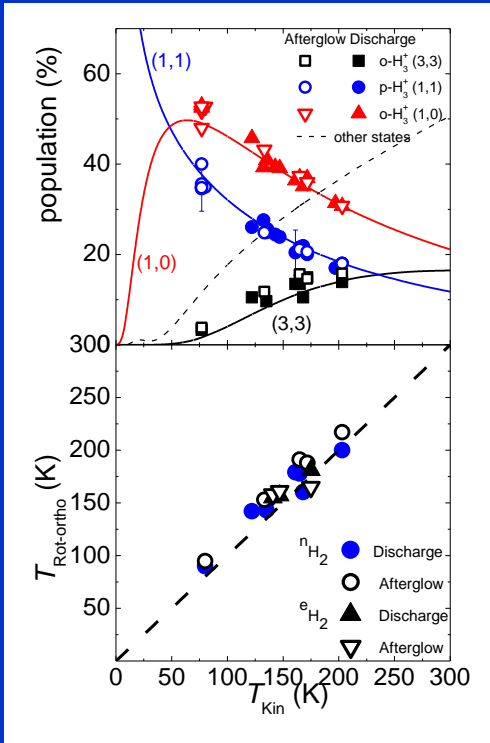 Afterglow Discharge
o-H₃⁺ (3,3)
p-H₃⁺ (1,1)
o-H₃⁺ (1,0)
other states
(1,1)
(1,0)
(3,3)
population (%)
60
40
20
300
250
200
150
100
50
T_Rot-ortho (K)
ⁿH₂ Discharge
Afterglow
ᵉH₂ Discharge
Afterglow
0 50 100 150 200 250 300
T_Kin (K)